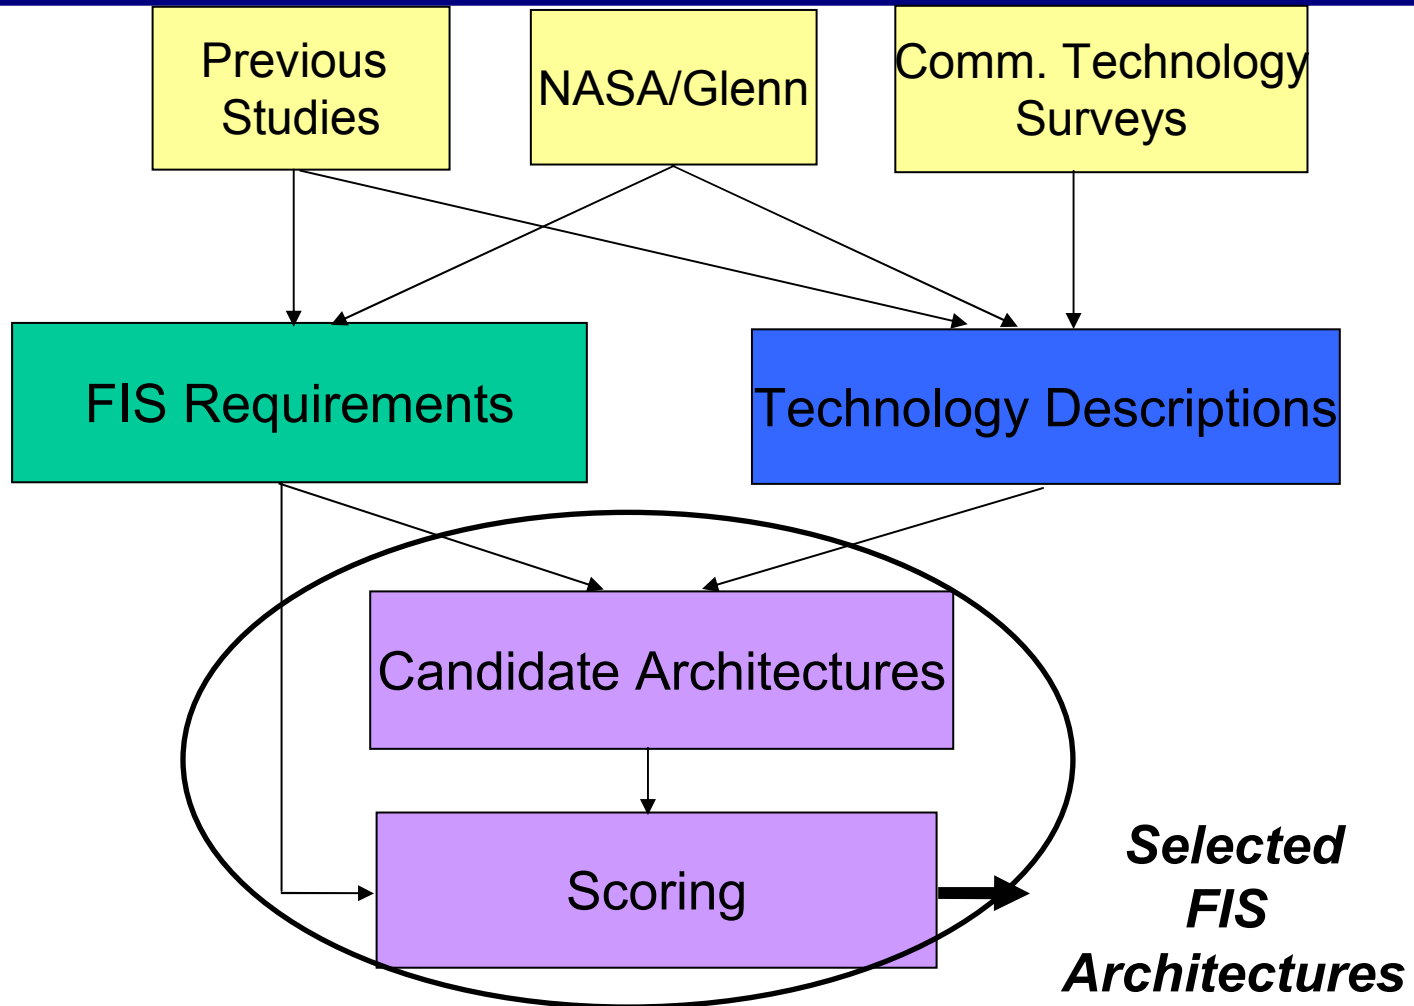 Previous
Studies
NASA/Glenn
Comm. Technology
Surveys
FIS Requirements
Technology Descriptions
Candidate Architectures
Scoring
Selected
FIS
Architectures